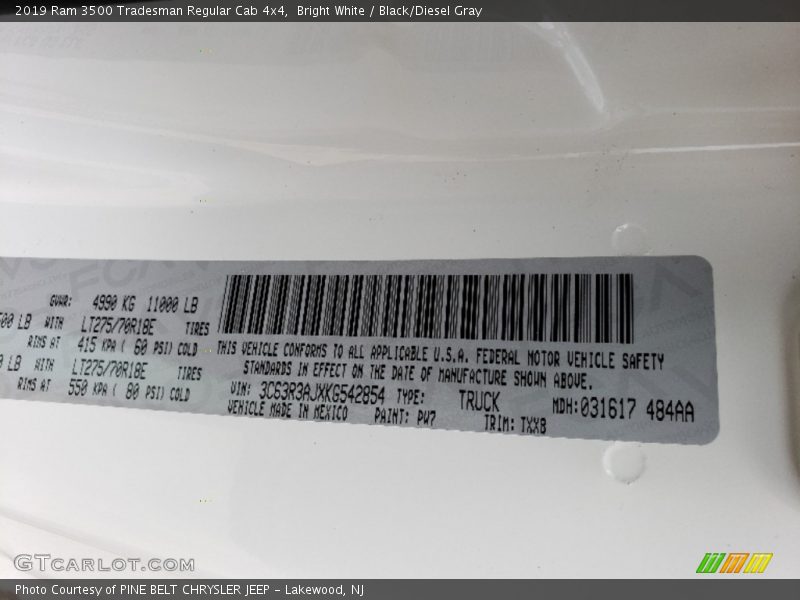 2019 Ram 3500 Tradesman Regular Cab 4x4, Bright White / Black/Diesel Gray
GVWR: 4990 KG 11000 LB
00 LB WITH LT275/70R18E TIRES
RIMS AT 415 KPA ( 60 PSI) COLD
LB WITH LT275/70R18E TIRES
RIMS AT 550 KPA ( 80 PSI) COLD
THIS VEHICLE CONFORMS TO ALL APPLICABLE U.S.A. FEDERAL MOTOR VEHICLE SAFETY
STANDARDS IN EFFECT ON THE DATE OF MANUFACTURE SHOWN ABOVE.
VIN: 3C63R3AJXKG542854 TYPE: TRUCK MDH:031617 484AA
VEHICLE MADE IN MEXICO PAINT: PW7 TRIM: TXX8
GTCARLOT.COM
Photo Courtesy of PINE BELT CHRYSLER JEEP - Lakewood, NJ